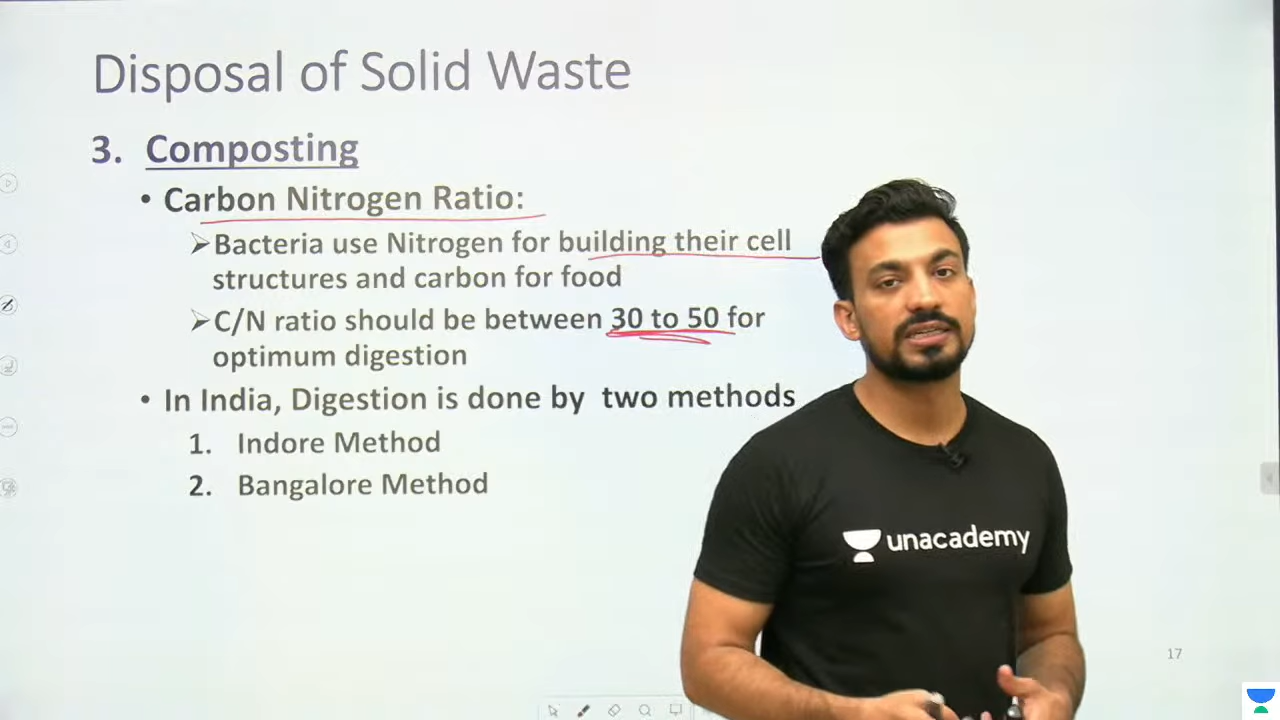 Disposal of Solid Waste
3. Composting
• Carbon Nitrogen Ratio:
➢Bacteria use Nitrogen for building their cell
structures and carbon for food
➢C/N ratio should be between 30 to 50 for
optimum digestion
• In India, Digestion is done by two methods
1. Indore Method
2. Bangalore Method
unacademy
17